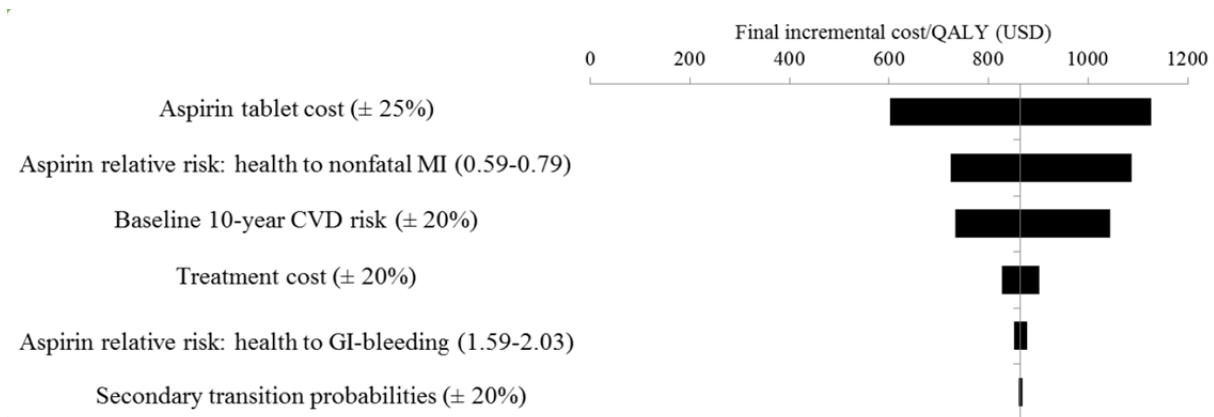 Final incremental cost/QALY (USD)
0 200 400 600 800 1000 1200
Aspirin tablet cost (± 25%)
Aspirin relative risk: health to nonfatal MI (0.59-0.79)
Baseline 10-year CVD risk (± 20%)
Treatment cost (± 20%)
Aspirin relative risk: health to GI-bleeding (1.59-2.03)
Secondary transition probabilities (± 20%)